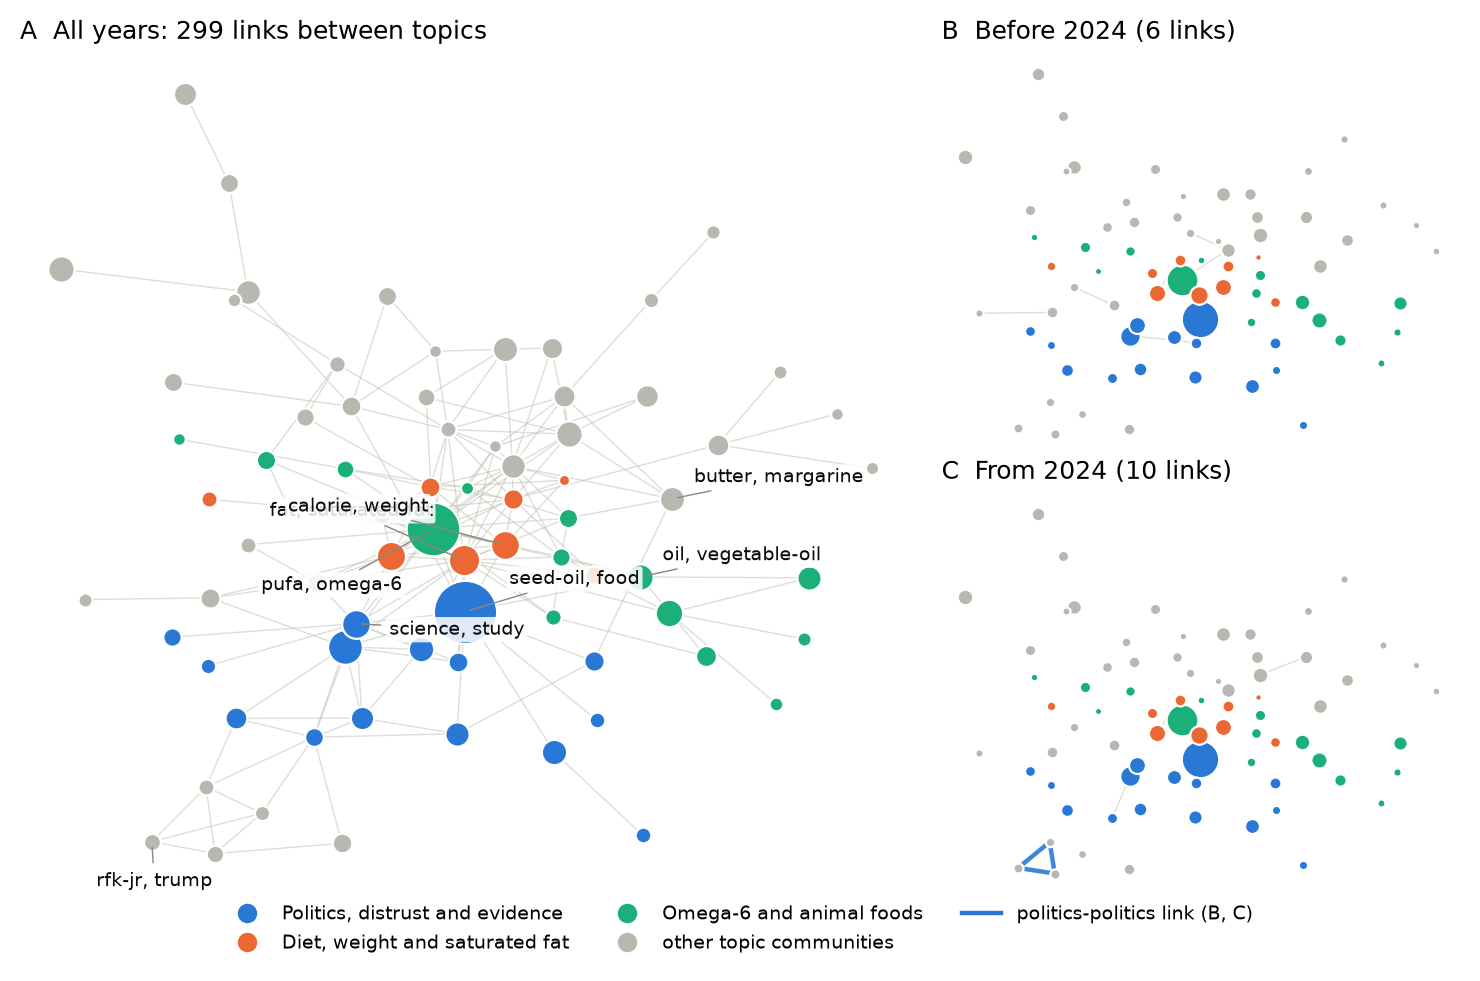 A  All years: 299 links between topics
B  Before 2024 (6 links)
butter, margarine
C  From 2024 (10 links)
calorie, weight
oil, vegetable-oil
pufa, omega-6
seed-oil, food
science, study
rfk-jr, trump
Politics, distrust and evidence
Omega-6 and animal foods
politics-politics link (B, C)
Diet, weight and saturated fat
other topic communities